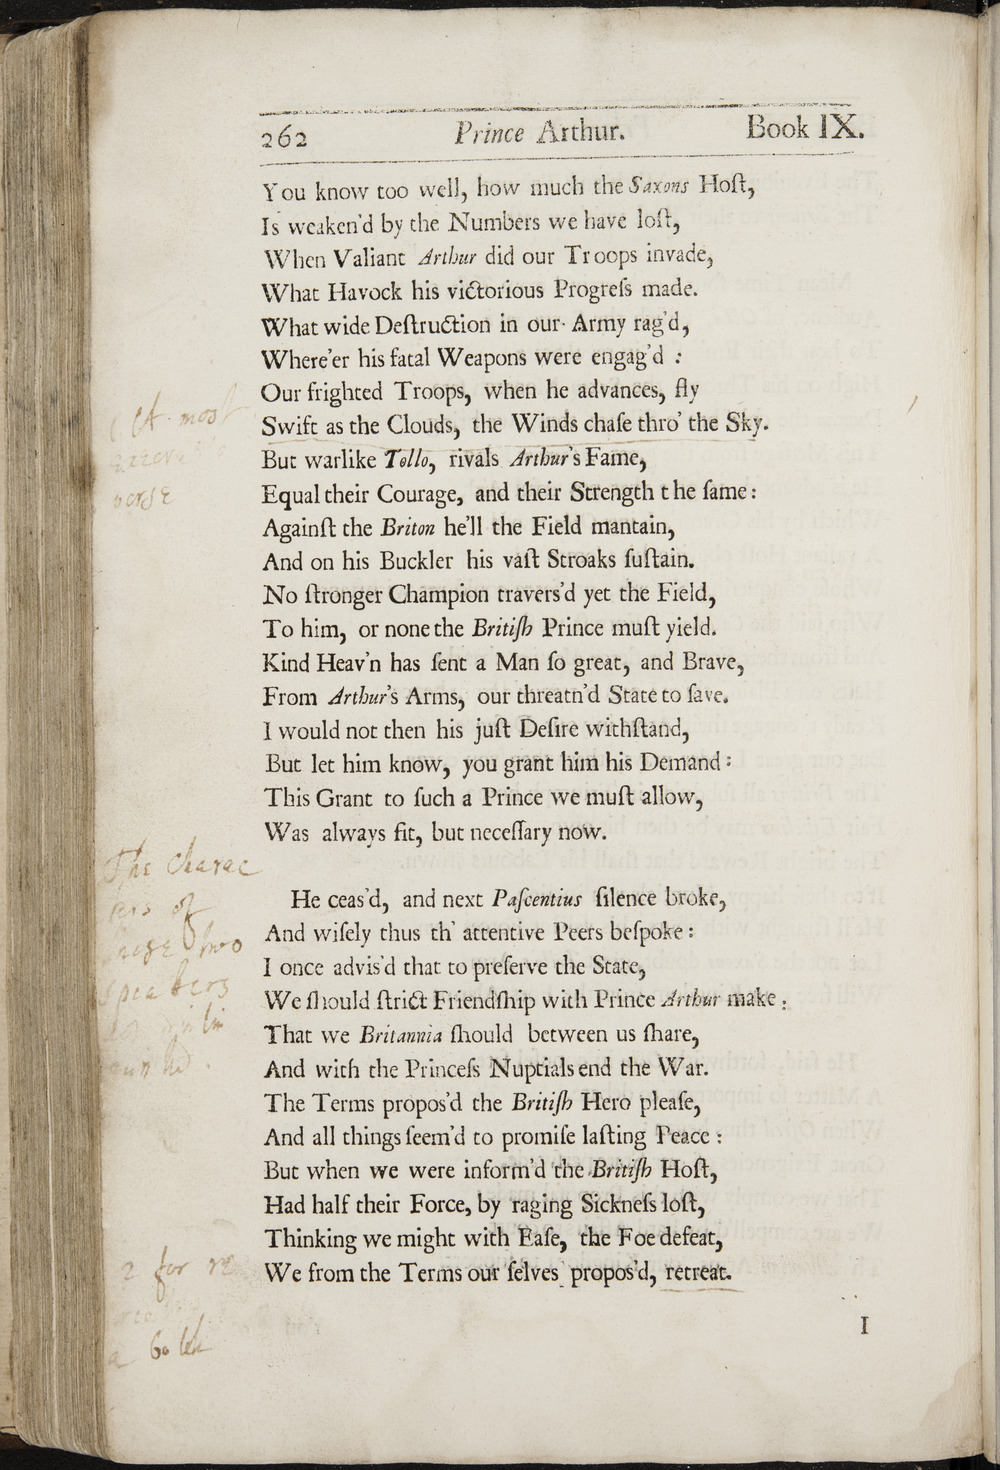 262 Prince Arthur. Book IX.
You know too well, how much the Saxons Hoſt,
Is weaken'd by the Numbers we have loſt,
When Valiant Arthur did our Troops invade,
What Havock his victorious Progreſs made.
What wide Deſtruction in our Army rag'd,
Where'er his fatal Weapons were engag'd :
Our frighted Troops, when he advances, fly
Swift as the Clouds, the Winds chaſe thro' the Sky.
But warlike Tollo, rivals Arthur's Fame,
Equal their Courage, and their Strength the ſame:
Againſt the Briton he'll the Field mantain,
And on his Buckler his vaſt Stroaks ſuſtain.
No ſtronger Champion travers'd yet the Field,
To him, or none the Britiſh Prince muſt yield.
Kind Heav'n has ſent a Man ſo great, and Brave,
From Arthur's Arms, our threatn'd State to ſave.
I would not then his juſt Deſire withſtand,
But let him know, you grant him his Demand:
This Grant to ſuch a Prince we muſt allow,
Was always fit, but neceſſary now.
He ceas'd, and next Paſcentius ſilence broke,
And wiſely thus th' attentive Peers beſpoke:
I once advis'd that to preſerve the State,
We ſhould ſtrict Friendſhip with Prince Arthur make:
That we Britannia ſhould between us ſhare,
And with the Princeſs Nuptials end the War.
The Terms propos'd the Britiſh Hero pleaſe,
And all things ſeem'd to promiſe laſting Peace:
But when we were inform'd the Britiſh Hoſt,
Had half their Force, by raging Sickneſs loſt,
Thinking we might with Eaſe, the Foe defeat,
We from the Terms our ſelves propos'd, retreat.
I
most
verse
The Charac
ers of
two
speakers
for